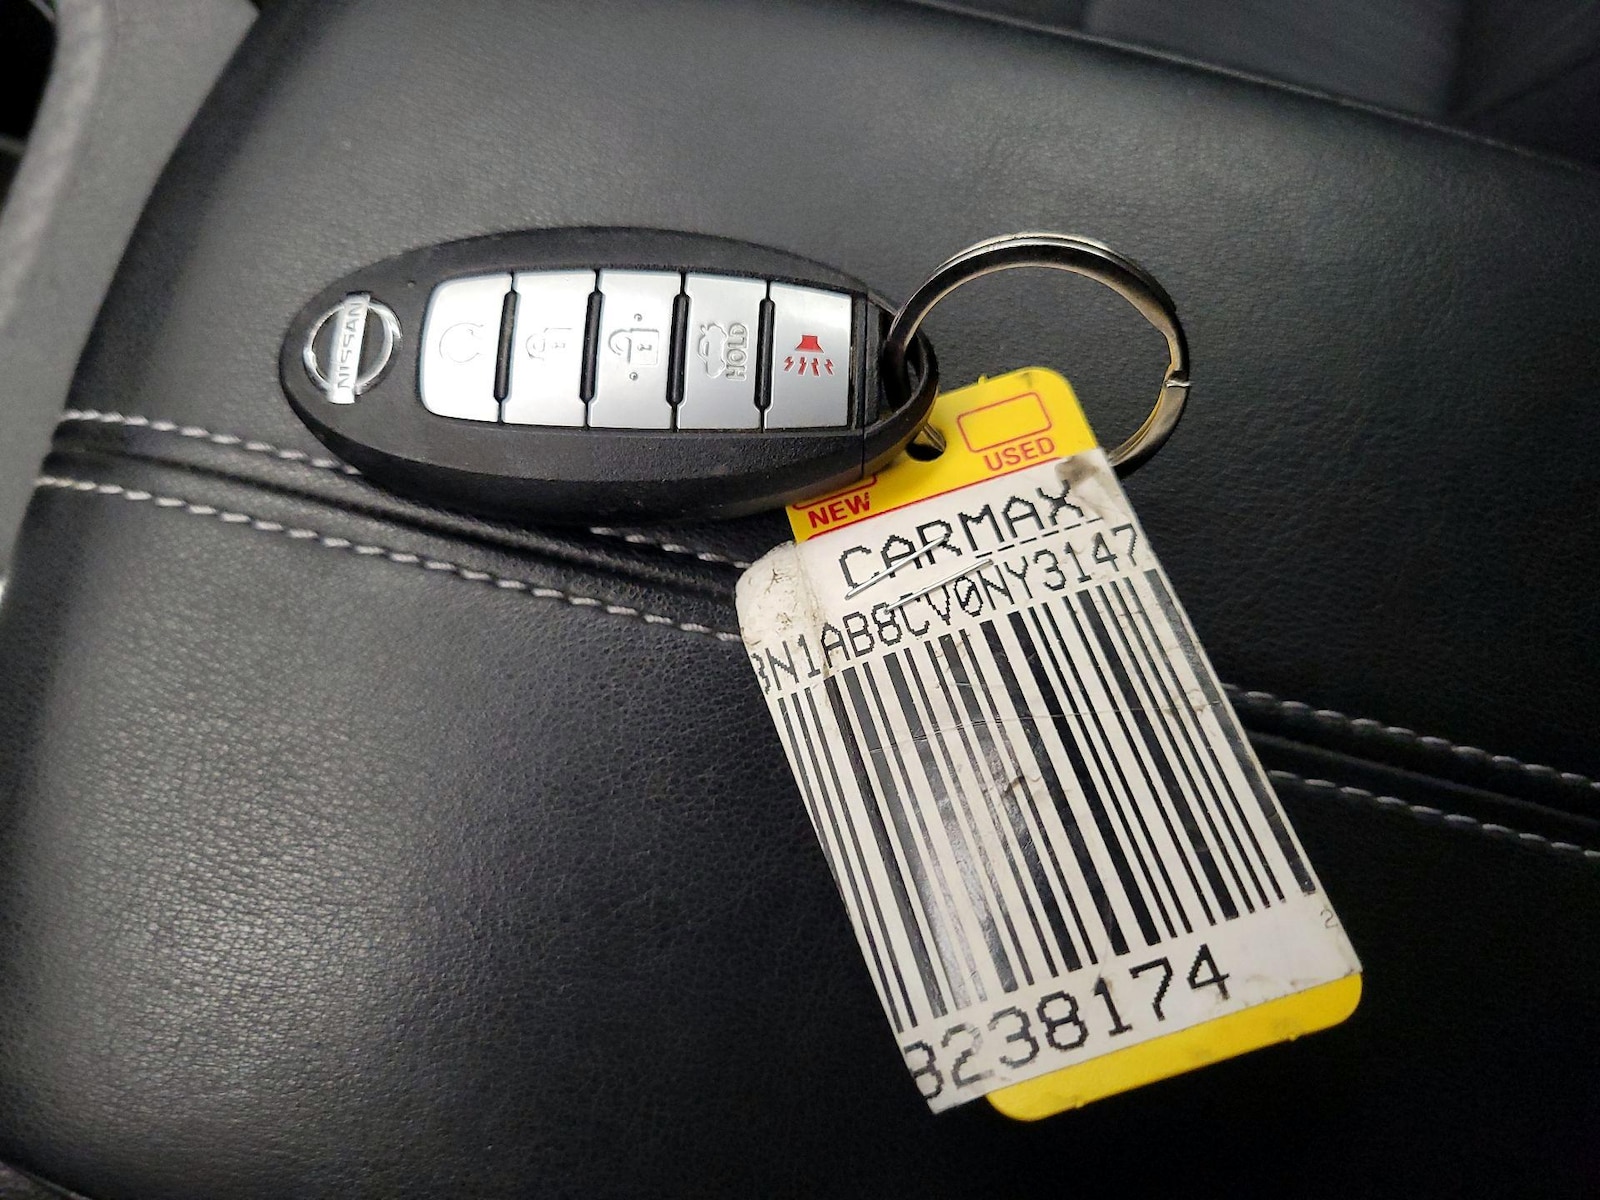 NISSAN
HOLD
USED
NEW
CARMAX
3N1AB8CV0NY3147
3238174